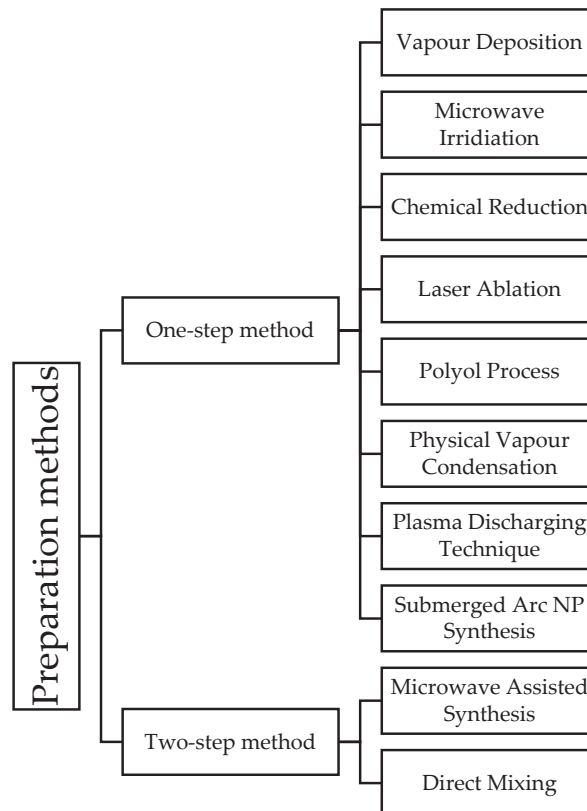 Vapour Deposition
Microwave
Irridiation
Chemical Reduction
Laser Ablation
One-step method
Polyol Process
Physical Vapour
Condensation
Plasma Discharging
Technique
Submerged Arc NP
Synthesis
Preparation methods
Microwave Assisted
Synthesis
Two-step method
Direct Mixing